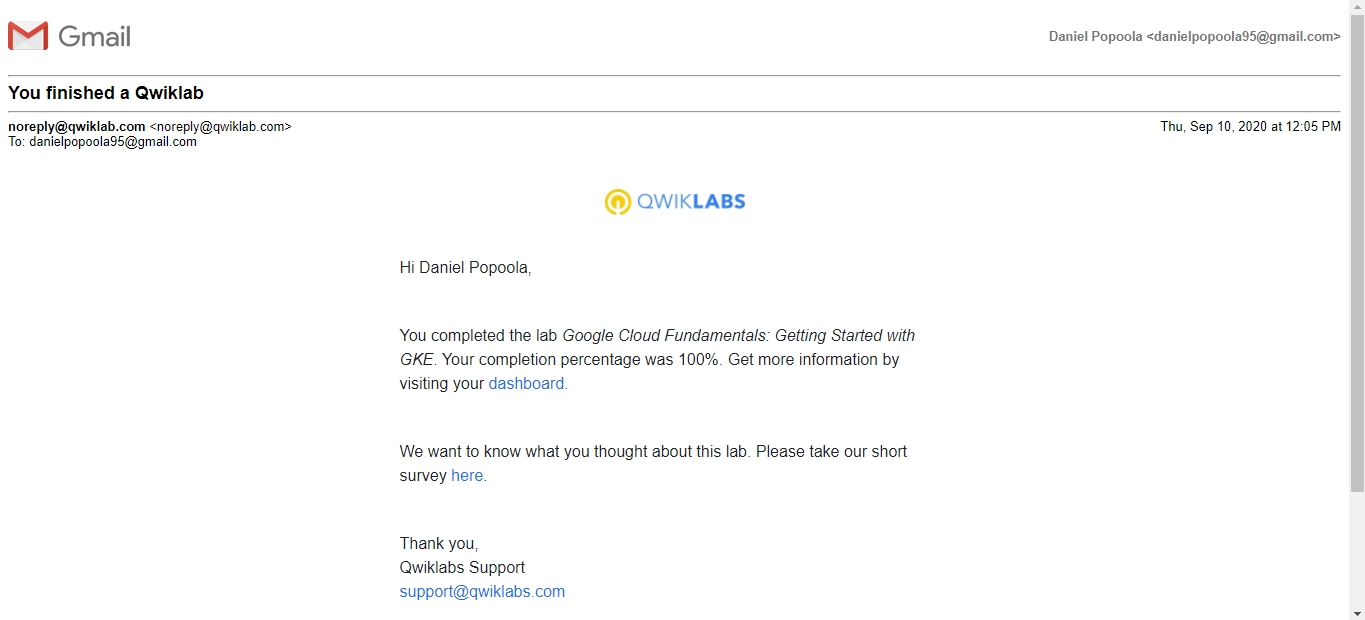 Gmail
Daniel Popoola <danielpopoola95@gmail.com>
You finished a Qwiklab
noreply@qwiklab.com <noreply@qwiklab.com>
Thu, Sep 10, 2020 at 12:05 PM
To: danielpopoola95@gmail.com
QWIKLABS
Hi Daniel Popoola,
You completed the lab Google Cloud Fundamentals: Getting Started with
GKE. Your completion percentage was 100%. Get more information by
visiting your dashboard.
We want to know what you thought about this lab. Please take our short
survey here.
Thank you,
Qwiklabs Support
support@qwiklabs.com